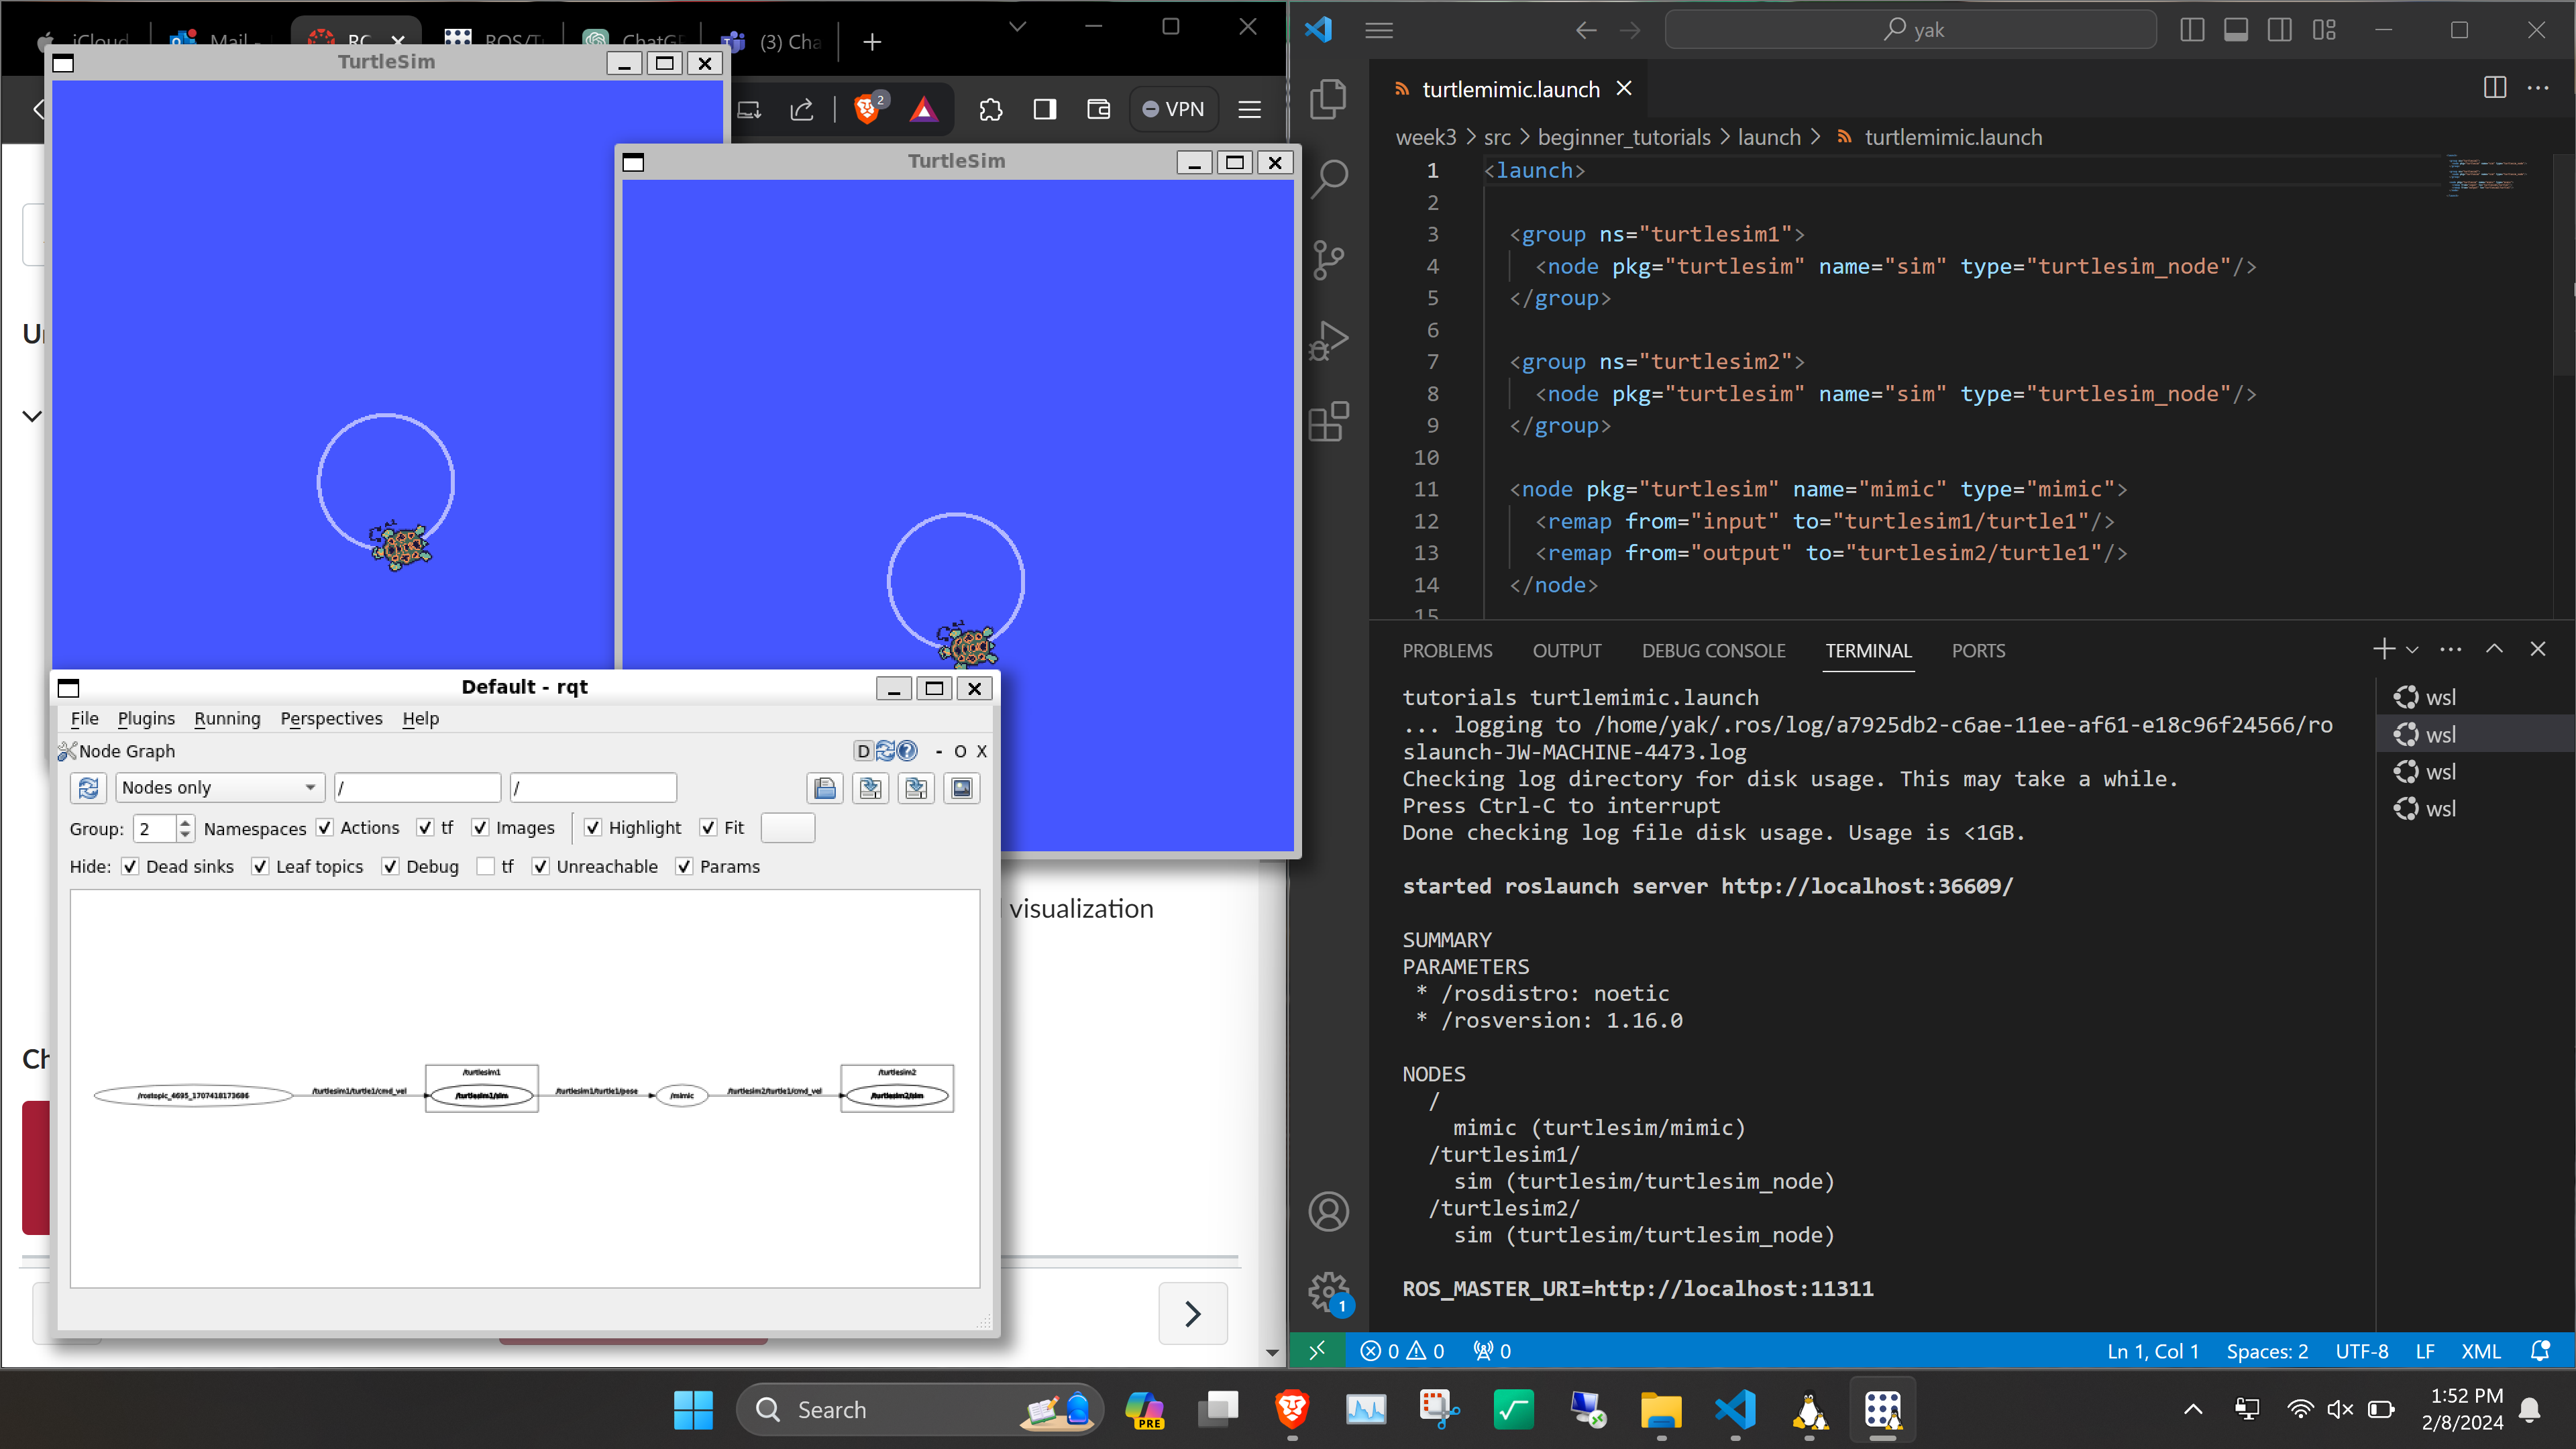 iCloud
Mail -
RC
ROS/T
ChatG
(3) Cha
2
VPN
TurtleSim
TurtleSim
visualization
Default - rqt
File Plugins Running Perspectives Help
Node Graph
D - O X
Nodes only / /
Group: 2 Namespaces Actions tf Images Highlight Fit
Hide: Dead sinks Leaf topics Debug tf Unreachable Params
/rostopic_4695_1707418173686
/turtlesim1/turtle1/cmd_vel
/turtlesim1
/turtlesim1/sim
/turtlesim1/turtle1/pose
/mimic
/turtlesim2/turtle1/cmd_vel
/turtlesim2
/turtlesim2/sim
yak
turtlemimic.launch
week3 > src > beginner_tutorials > launch > turtlemimic.launch
1 <launch>
2
3 <group ns="turtlesim1">
4 <node pkg="turtlesim" name="sim" type="turtlesim_node"/>
5 </group>
6
7 <group ns="turtlesim2">
8 <node pkg="turtlesim" name="sim" type="turtlesim_node"/>
9 </group>
10
11 <node pkg="turtlesim" name="mimic" type="mimic">
12 <remap from="input" to="turtlesim1/turtle1"/>
13 <remap from="output" to="turtlesim2/turtle1"/>
14 </node>
15
PROBLEMS OUTPUT DEBUG CONSOLE TERMINAL PORTS
tutorials turtlemimic.launch
... logging to /home/yak/.ros/log/a7925db2-c6ae-11ee-af61-e18c96f24566/ro
slaunch-JW-MACHINE-4473.log
Checking log directory for disk usage. This may take a while.
Press Ctrl-C to interrupt
Done checking log file disk usage. Usage is <1GB.
started roslaunch server http://localhost:36609/
SUMMARY
PARAMETERS
* /rosdistro: noetic
* /rosversion: 1.16.0
NODES
/
mimic (turtlesim/mimic)
/turtlesim1/
sim (turtlesim/turtlesim_node)
/turtlesim2/
sim (turtlesim/turtlesim_node)
ROS_MASTER_URI=http://localhost:11311
wsl
wsl
wsl
wsl
1
0 0 0
Ln 1, Col 1 Spaces: 2 UTF-8 LF XML
Search
PRE
1:52 PM
2/8/2024